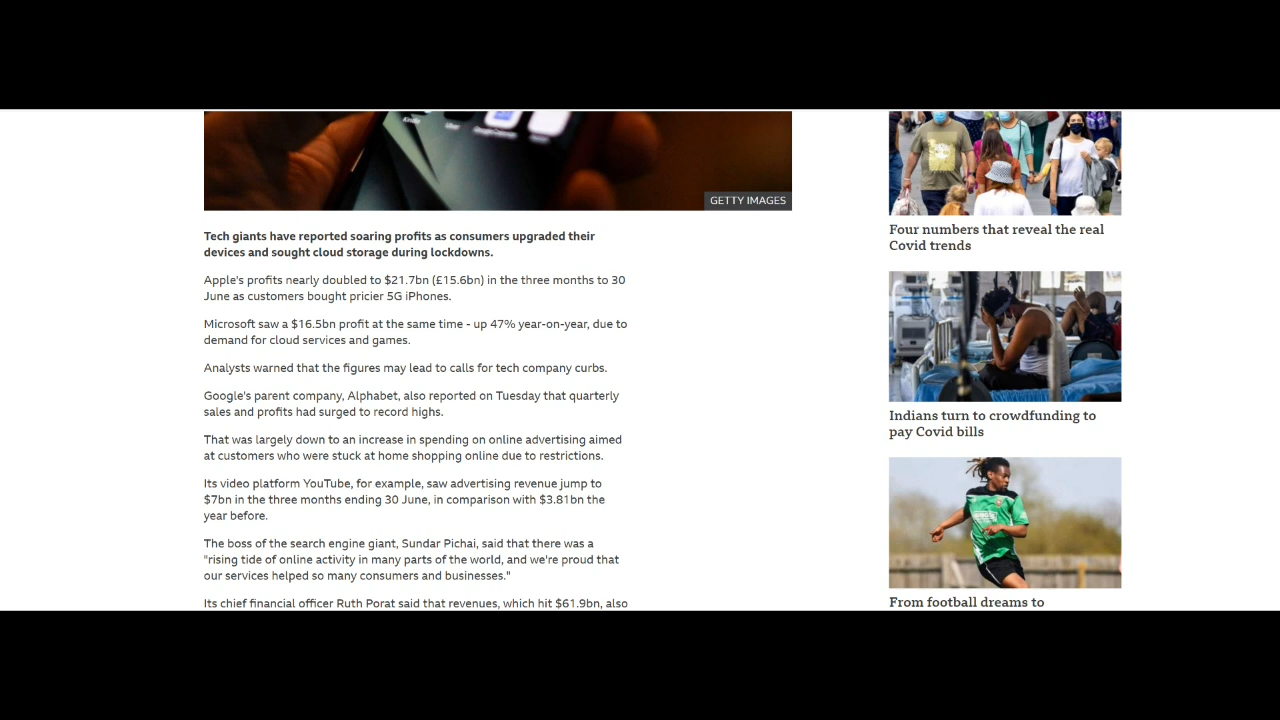 GETTY IMAGES
Tech giants have reported soaring profits as consumers upgraded their
devices and sought cloud storage during lockdowns.
Apple's profits nearly doubled to $21.7bn (£15.6bn) in the three months to 30
June as customers bought pricier 5G iPhones.
Microsoft saw a $16.5bn profit at the same time - up 47% year-on-year, due to
demand for cloud services and games.
Analysts warned that the figures may lead to calls for tech company curbs.
Google's parent company, Alphabet, also reported on Tuesday that quarterly
sales and profits had surged to record highs.
That was largely down to an increase in spending on online advertising aimed
at customers who were stuck at home shopping online due to restrictions.
Its video platform YouTube, for example, saw advertising revenue jump to
$7bn in the three months ending 30 June, in comparison with $3.81bn the
year before.
The boss of the search engine giant, Sundar Pichai, said that there was a
"rising tide of online activity in many parts of the world, and we're proud that
our services helped so many consumers and businesses."
Its chief financial officer Ruth Porat said that revenues, which hit $61.9bn, also
Four numbers that reveal the real
Covid trends
Indians turn to crowdfunding to
pay Covid bills
From football dreams to